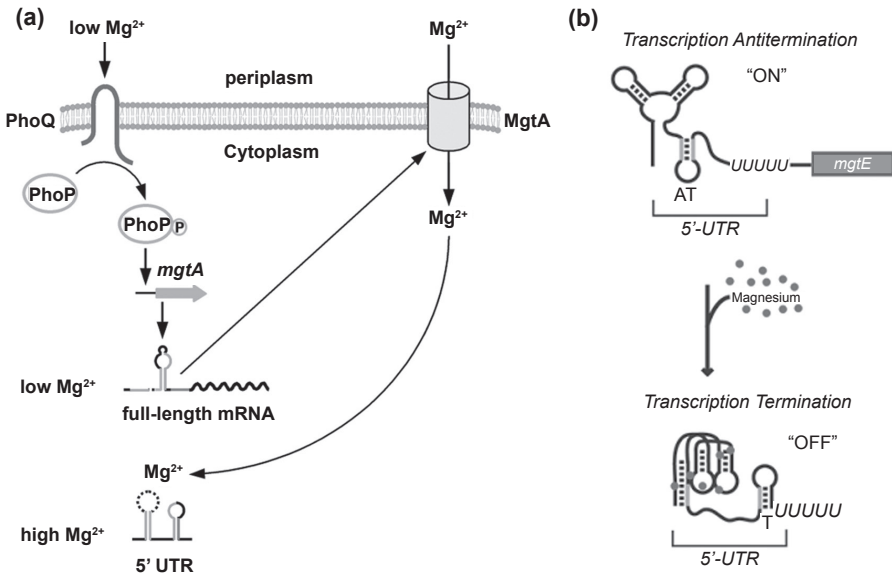 (a)
low Mg²⁺
Mg²⁺
periplasm
PhoQ
MgtA
Cytoplasm
PhoP
PhoP P
Mg²⁺
mgtA
low Mg²⁺
full-length mRNA
Mg²⁺
high Mg²⁺
5' UTR
(b)
Transcription Antitermination
"ON"
UUUUU
mgtE
AT
5'-UTR
Magnesium
Transcription Termination
"OFF"
T
UUUUU
5'-UTR